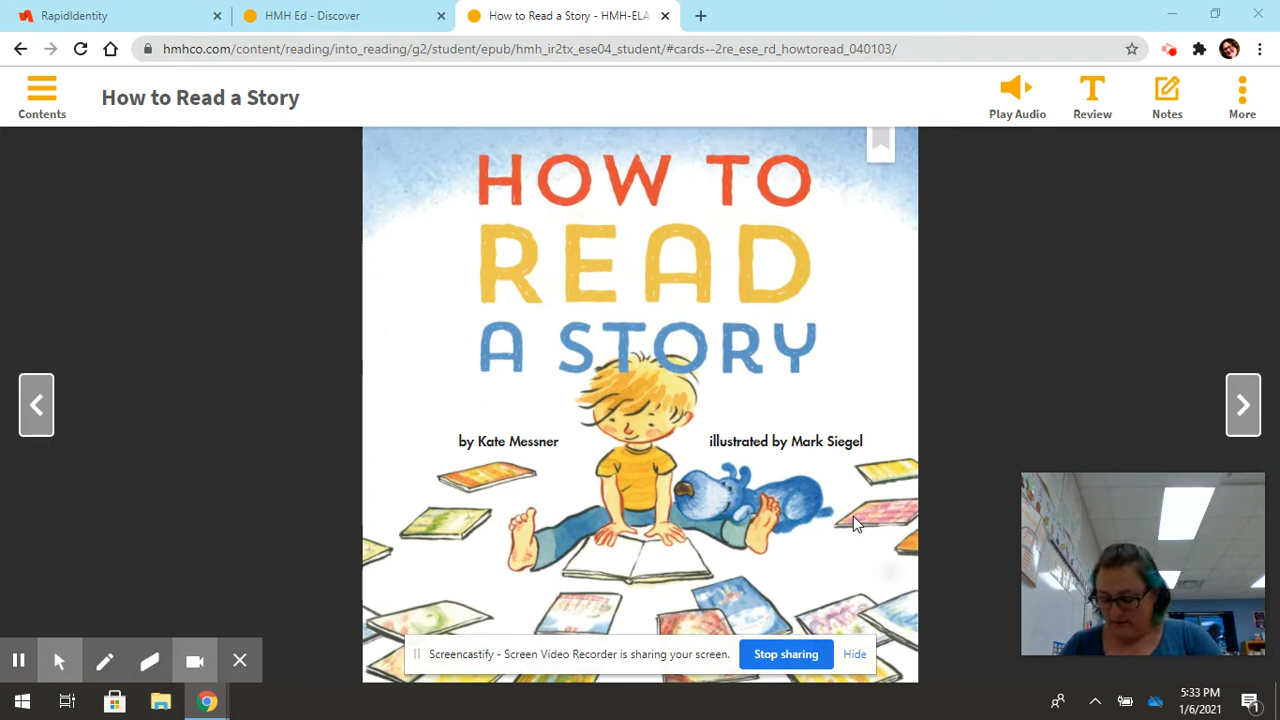 RapidIdentity
HMH Ed - Discover
How to Read a Story - HMH-ELA
hmhco.com/content/reading/into_reading/g2/student/epub/hmh_ir2tx_ese04_student/#cards--2re_ese_rd_howtoread_040103/
Contents
How to Read a Story
Play Audio
Review
Notes
More
HOW TO
READ
A STORY
by Kate Messner
illustrated by Mark Siegel
Screencastify - Screen Video Recorder is sharing your screen.
Stop sharing
Hide
5:33 PM
1/6/2021
1